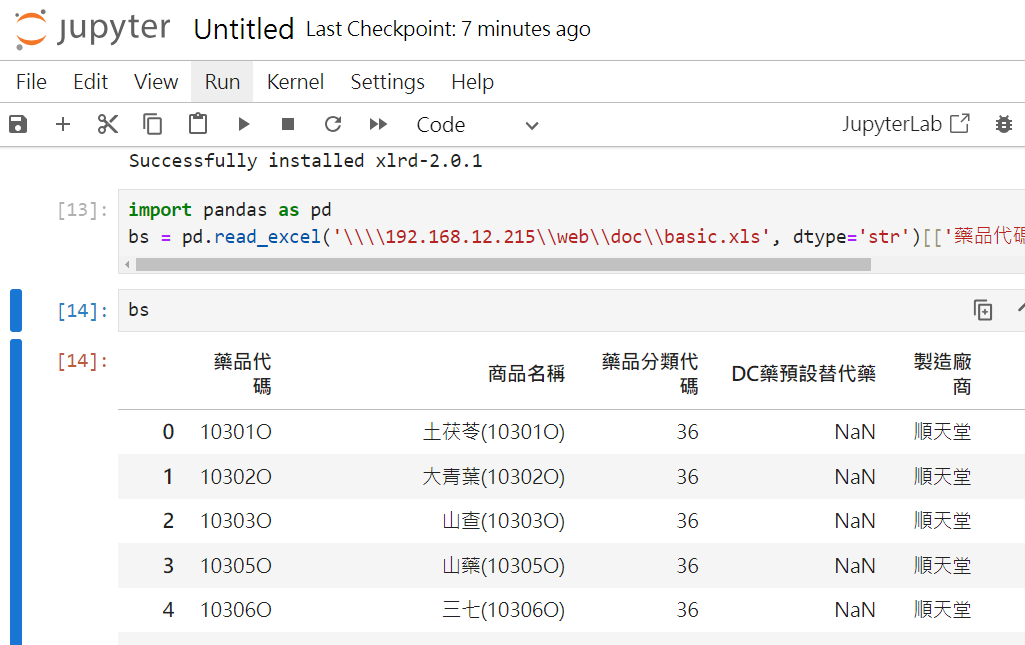 jupyter Untitled Last Checkpoint: 7 minutes ago
File Edit View Run Kernel Settings Help
Code JupyterLab
Successfully installed xlrd-2.0.1
[13]: import pandas as pd
bs = pd.read_excel('\\\\192.168.12.215\\web\\doc\\basic.xls', dtype='str')[['藥品代碼
[14]: bs
[14]: 藥品代碼 商品名稱 藥品分類代碼 DC藥預設替代藥 製造廠商
0 10301O 土茯苓(10301O) 36 NaN 順天堂
1 10302O 大青葉(10302O) 36 NaN 順天堂
2 10303O 山查(10303O) 36 NaN 順天堂
3 10305O 山藥(10305O) 36 NaN 順天堂
4 10306O 三七(10306O) 36 NaN 順天堂